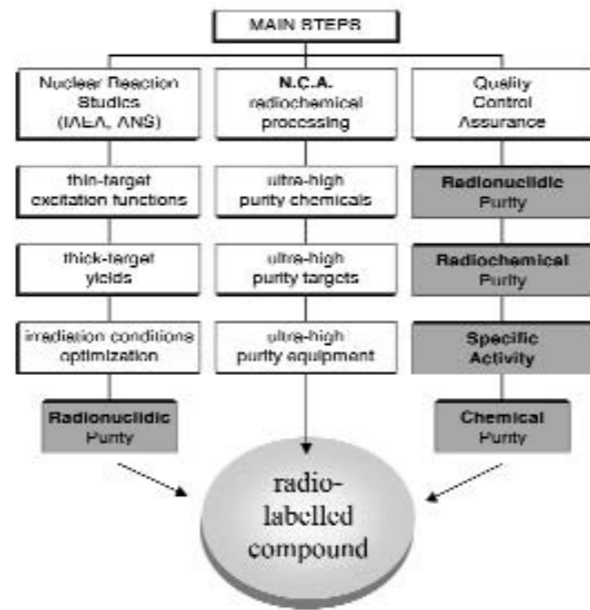 MAIN STEPS
Nuclear Reaction
Studies
(IAEA, ANS)
thin-target
excitation functions
thick-target
yields
irradiation conditions
optimization
Radionuclidic
Purity
N.C.A.
radiochemical
processing
ultra-high
purity chemicals
ultra-high
purity targets
ultra-high
purity equipment
Quality
Control
Assurance
Radionuclidic
Purity
Radiochemical
Purity
Specific
Activity
Chemical
Purity
radio-
labelled
compound